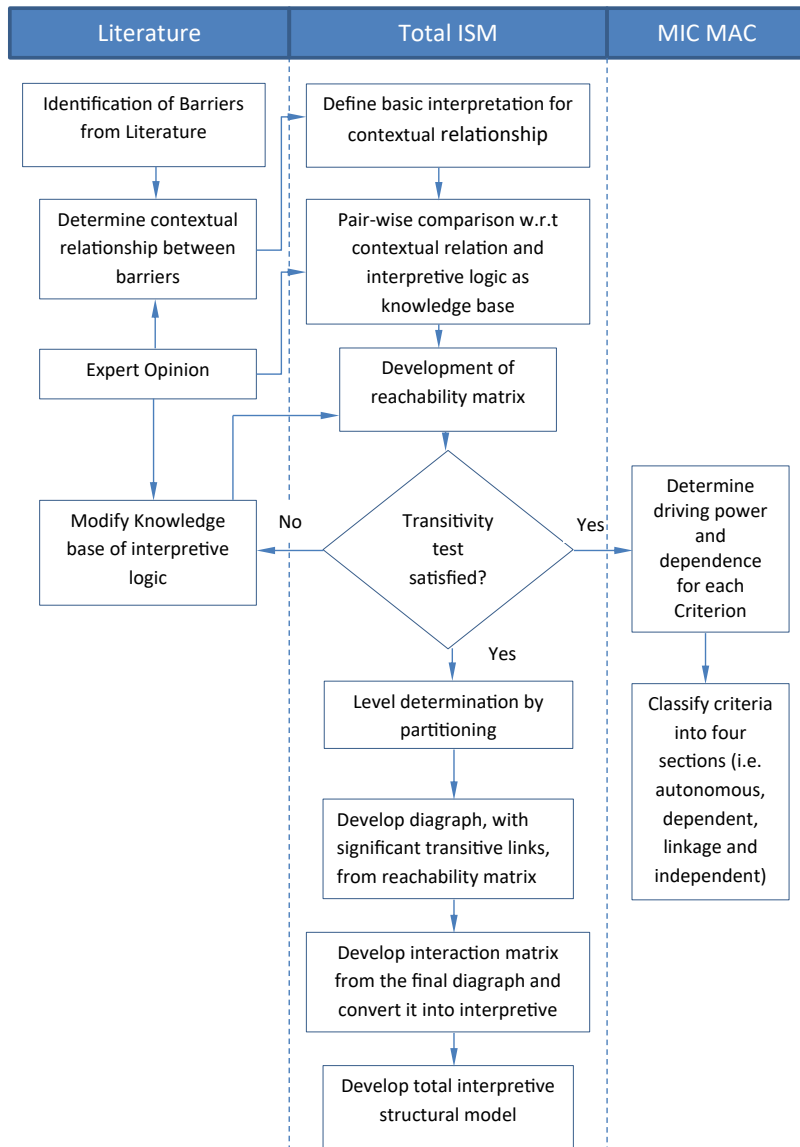 Literature
Total ISM
MIC MAC
Identification of Barriers
from Literature
Define basic interpretation for
contextual relationship
Determine contextual
relationship between
barriers
Pair-wise comparison w.r.t
contextual relation and
interpretive logic as
knowledge base
Expert Opinion
Development of
reachability matrix
Modify Knowledge
base of interpretive
logic
No
Transitivity
test
satisfied?
Yes
Determine
driving power
and
dependence
for each
Criterion
Yes
Level determination by
partitioning
Classify criteria
into four
sections (i.e.
autonomous,
dependent,
linkage and
independent)
Develop diagraph, with
significant transitive links,
from reachability matrix
Develop interaction matrix
from the final diagraph and
convert it into interpretive
Develop total interpretive
structural model